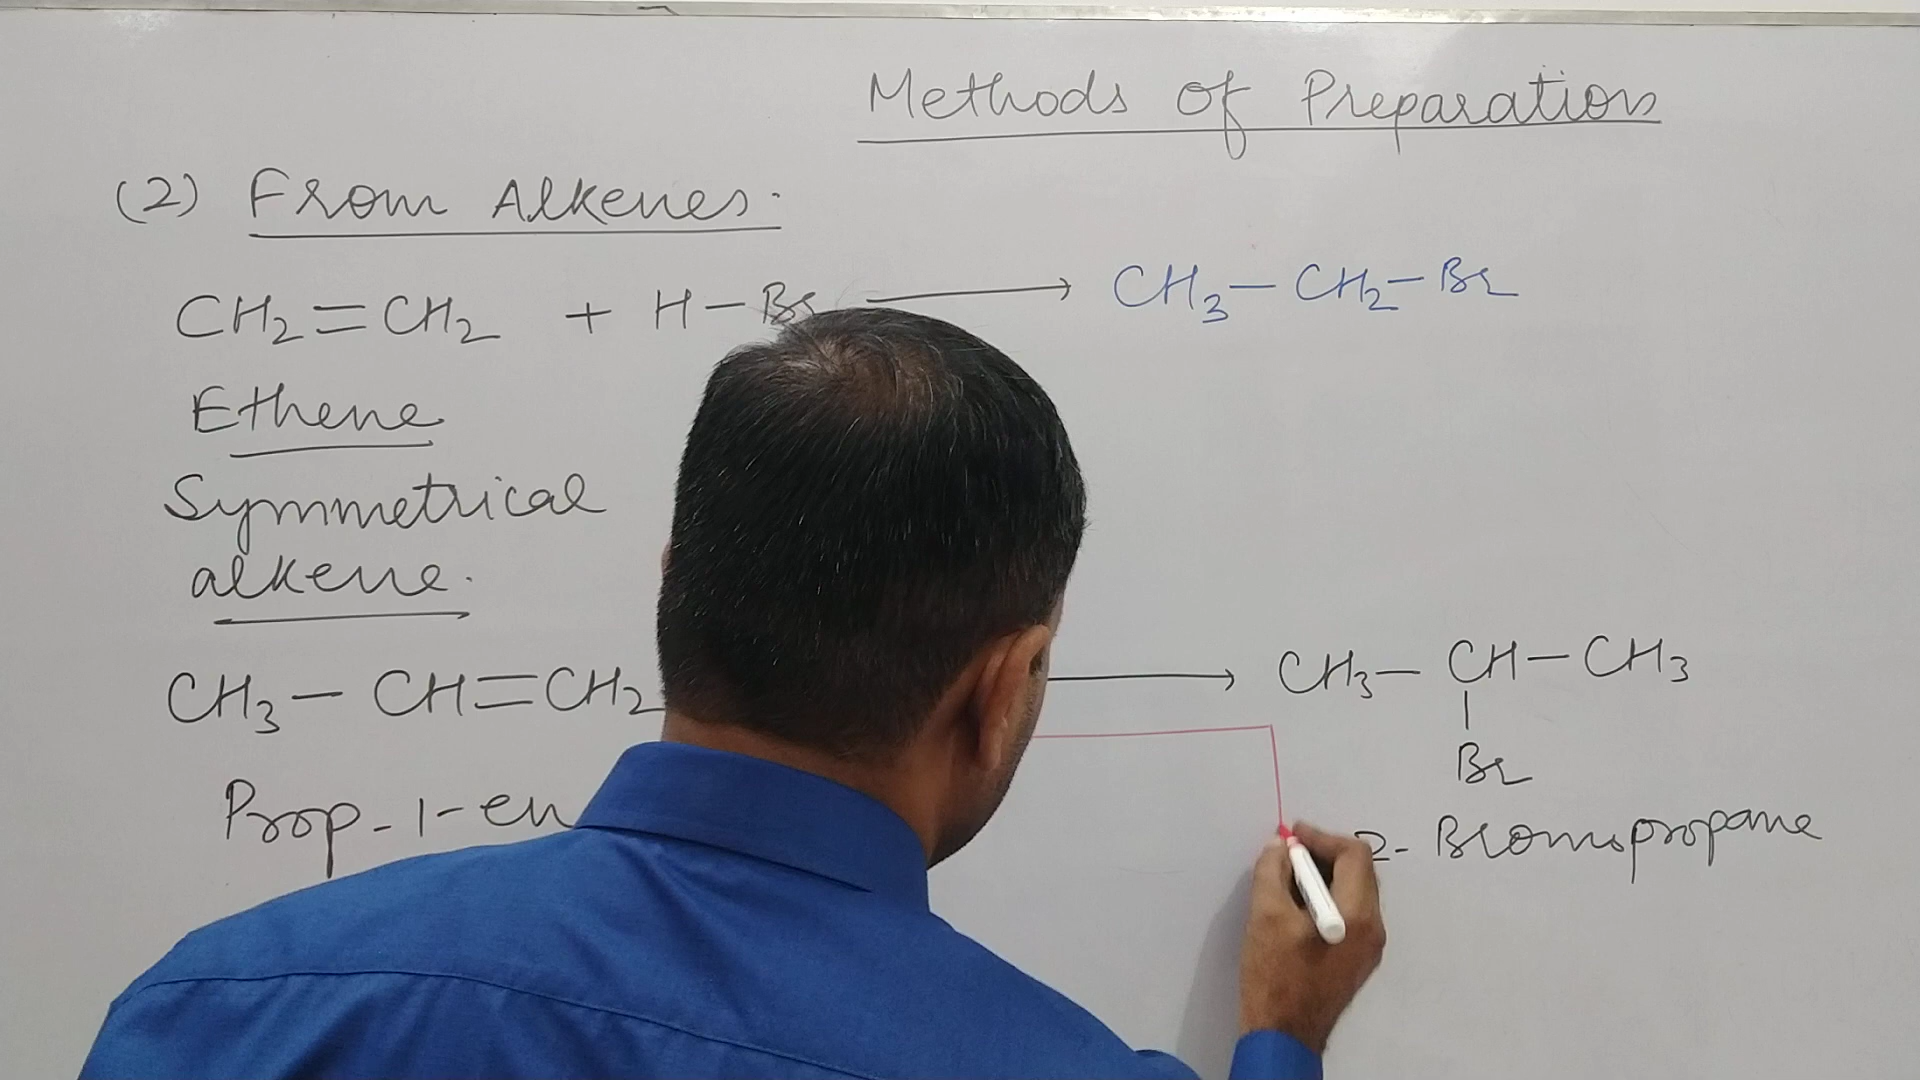 Methods of Preparation
(2) From Alkenes.
CH₂=CH₂ + H-Br ⟶ CH₃-CH₂-Br
Ethene
Symmetrical
alkene.
CH₃-CH=CH₂ ⟶ CH₃-CH-CH₃
|
Br
Prop-1-en 2-Bromopropane